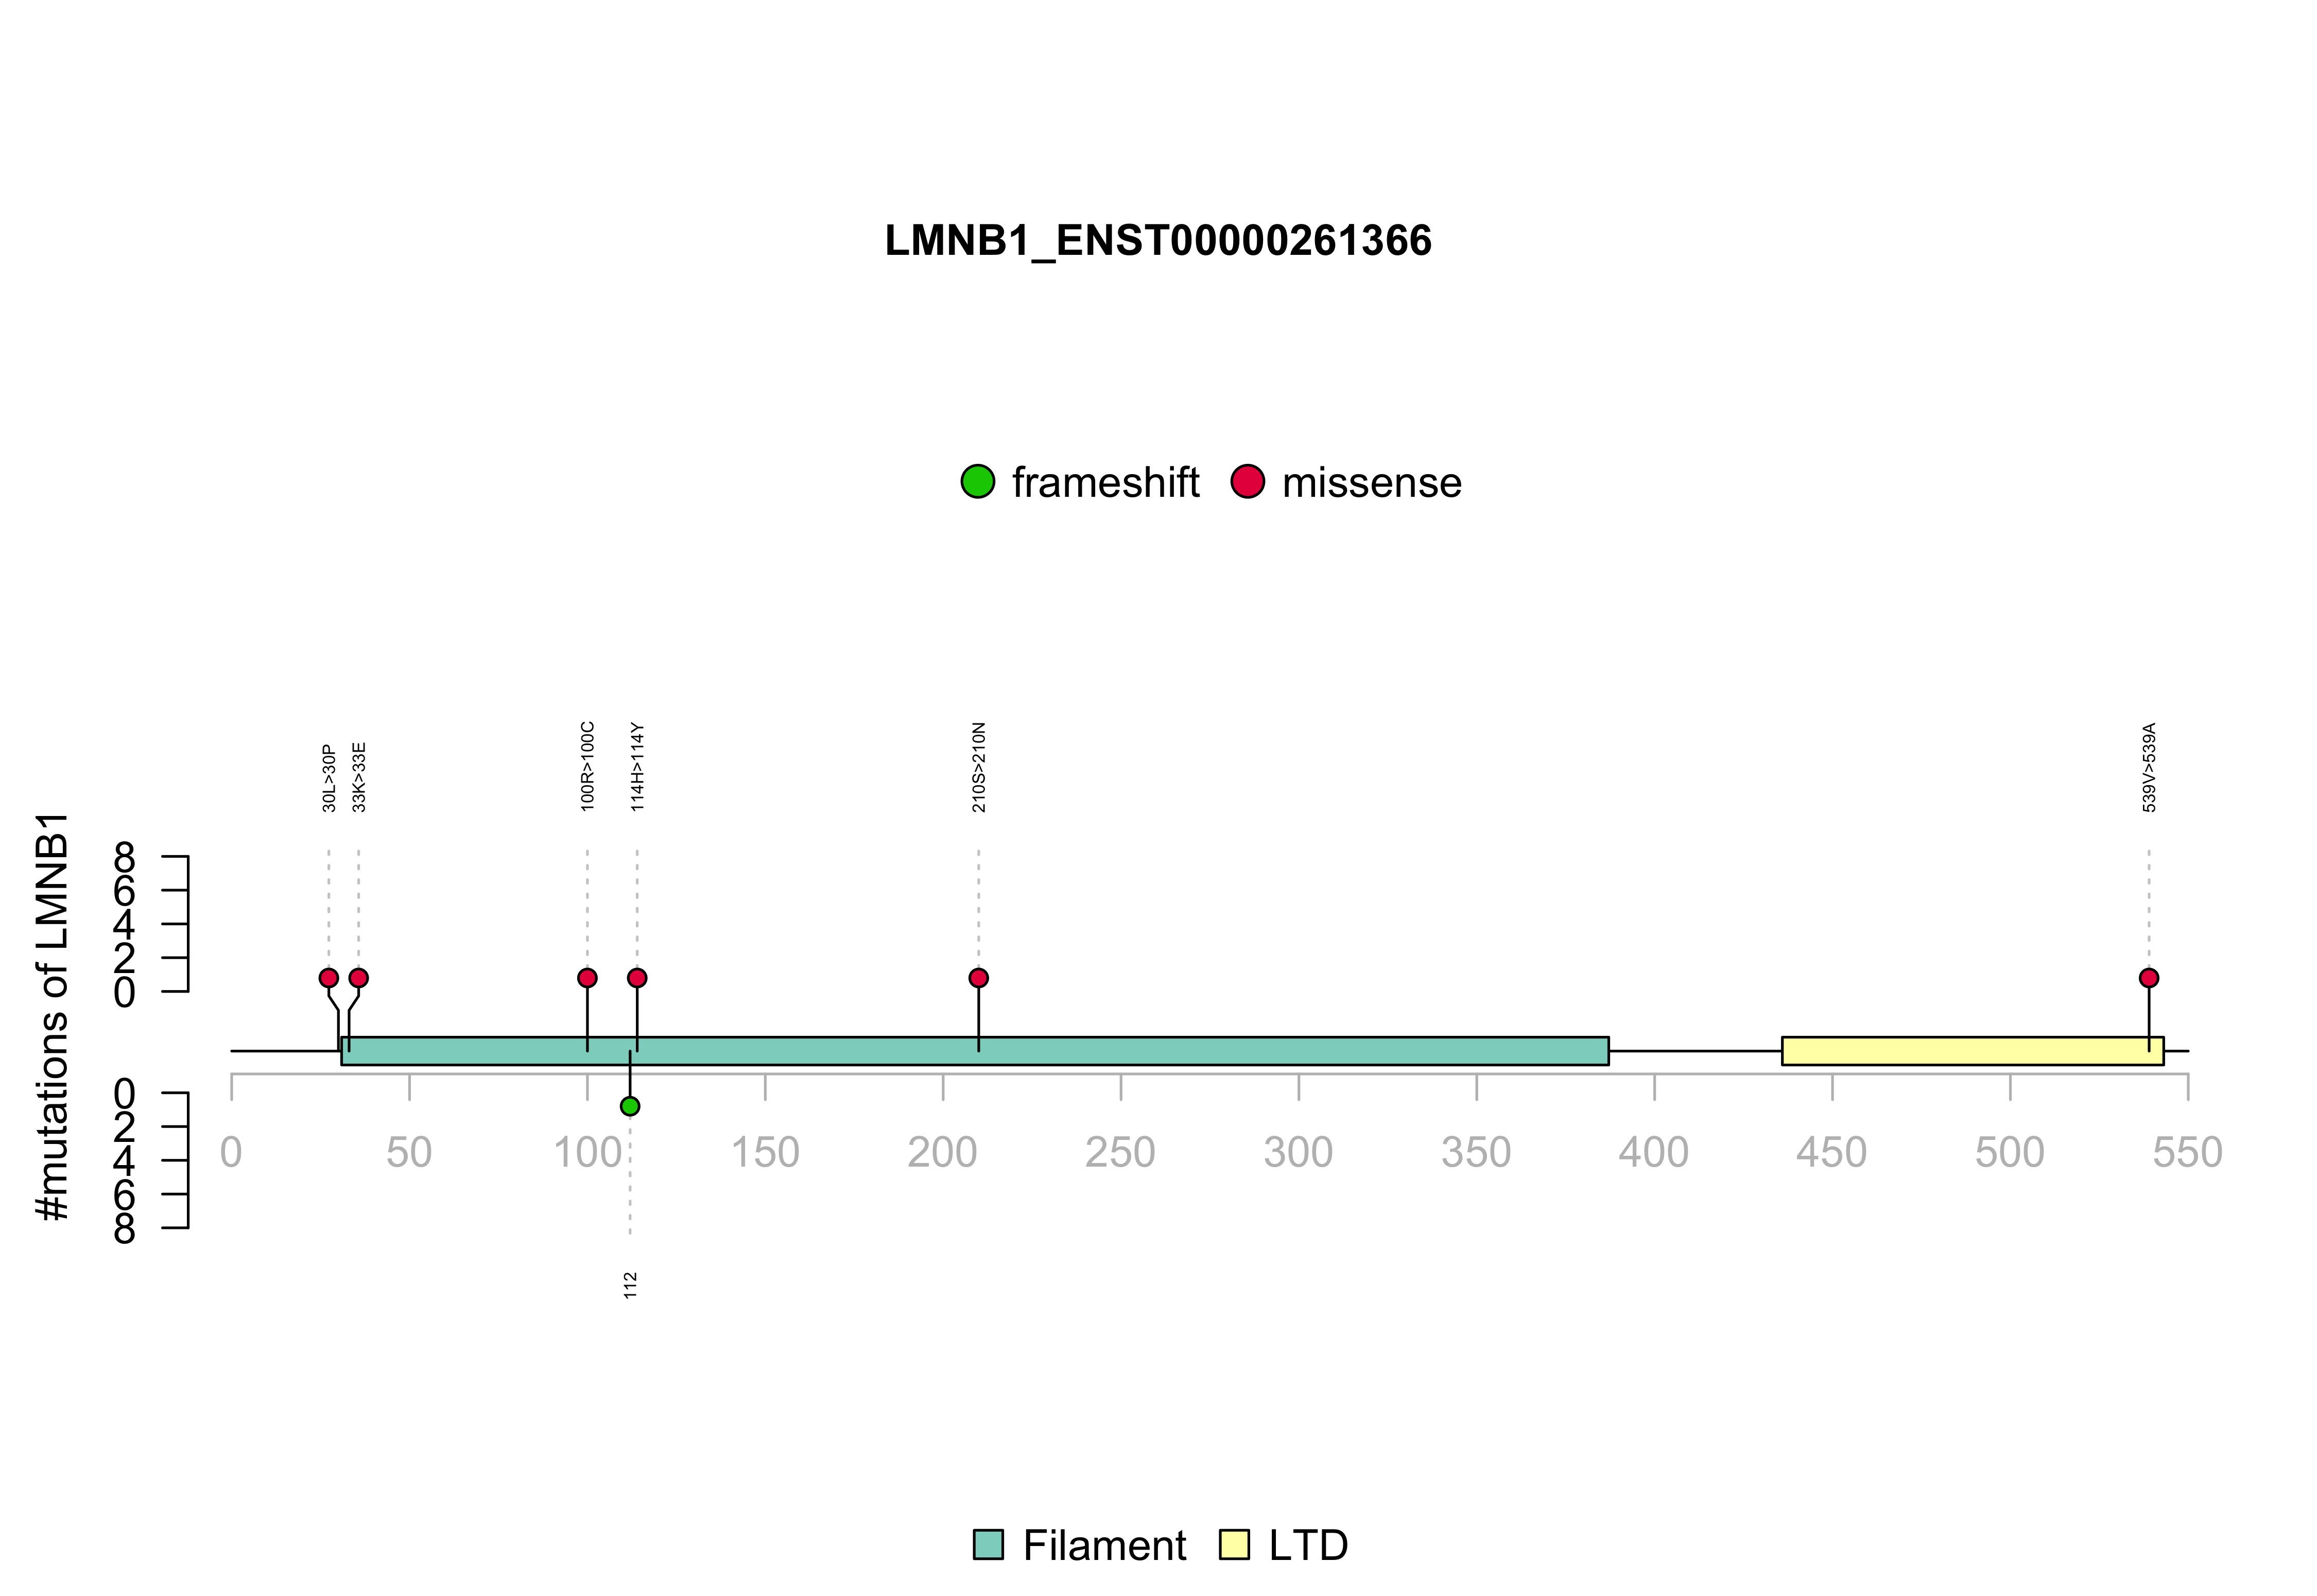 LMNB1_ENST00000261366
frameshift missense
30L>30P
33K>33E
100R>100C
114H>114Y
210S>210N
539V>539A
#mutations of LMNB1
8
6
4
2
0
0
2
4
6
8
0 50 100 150 200 250 300 350 400 450 500 550
112
Filament LTD